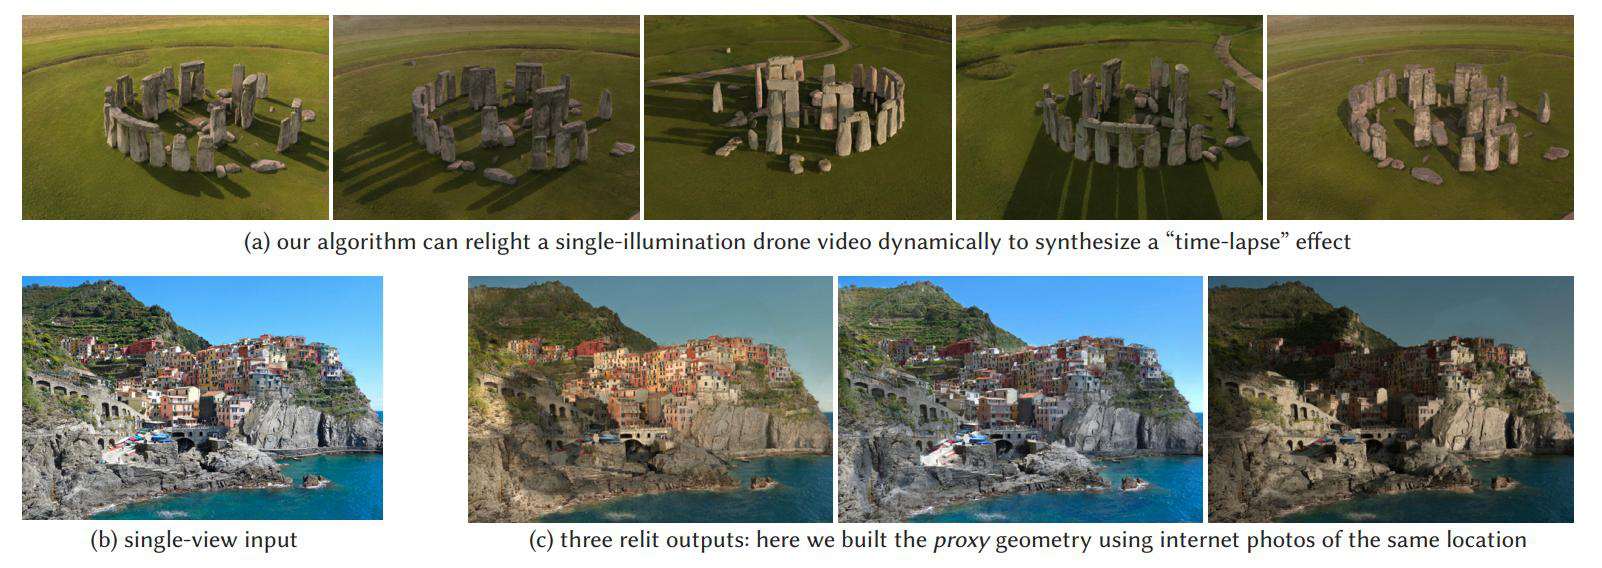 (a) our algorithm can relight a single-illumination drone video dynamically to synthesize a “time-lapse” effect
(b) single-view input
(c) three relit outputs: here we built the proxy geometry using internet photos of the same location